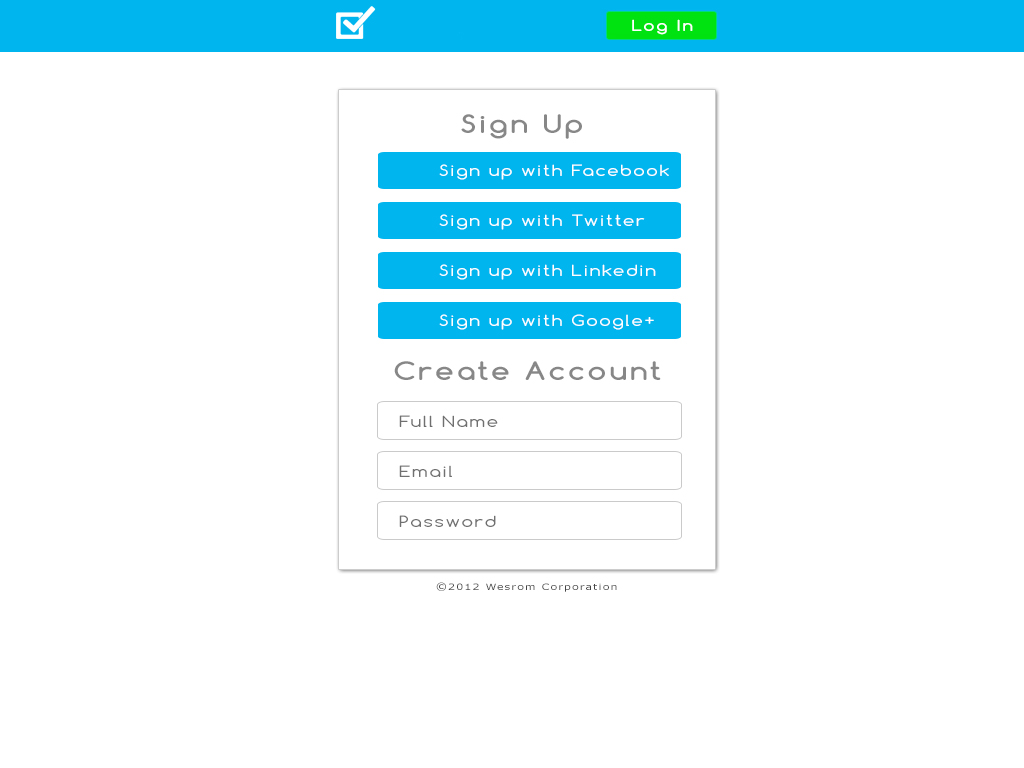 Log In
Sign Up
Sign up with Facebook
Sign up with Twitter
Sign up with Linkedin
Sign up with Google+
Create Account
Full Name
Email
Password
©2012 Wesrom Corporation